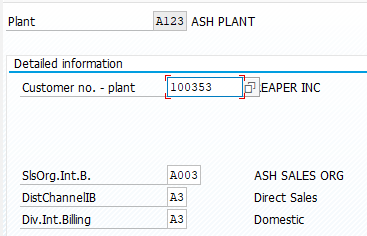 Plant A123 ASH PLANT
Detailed information
Customer no. - plant 100353 EAPER INC
SlsOrg.Int.B. A003 ASH SALES ORG
DistChannelIB A3 Direct Sales
Div.Int.Billing A3 Domestic